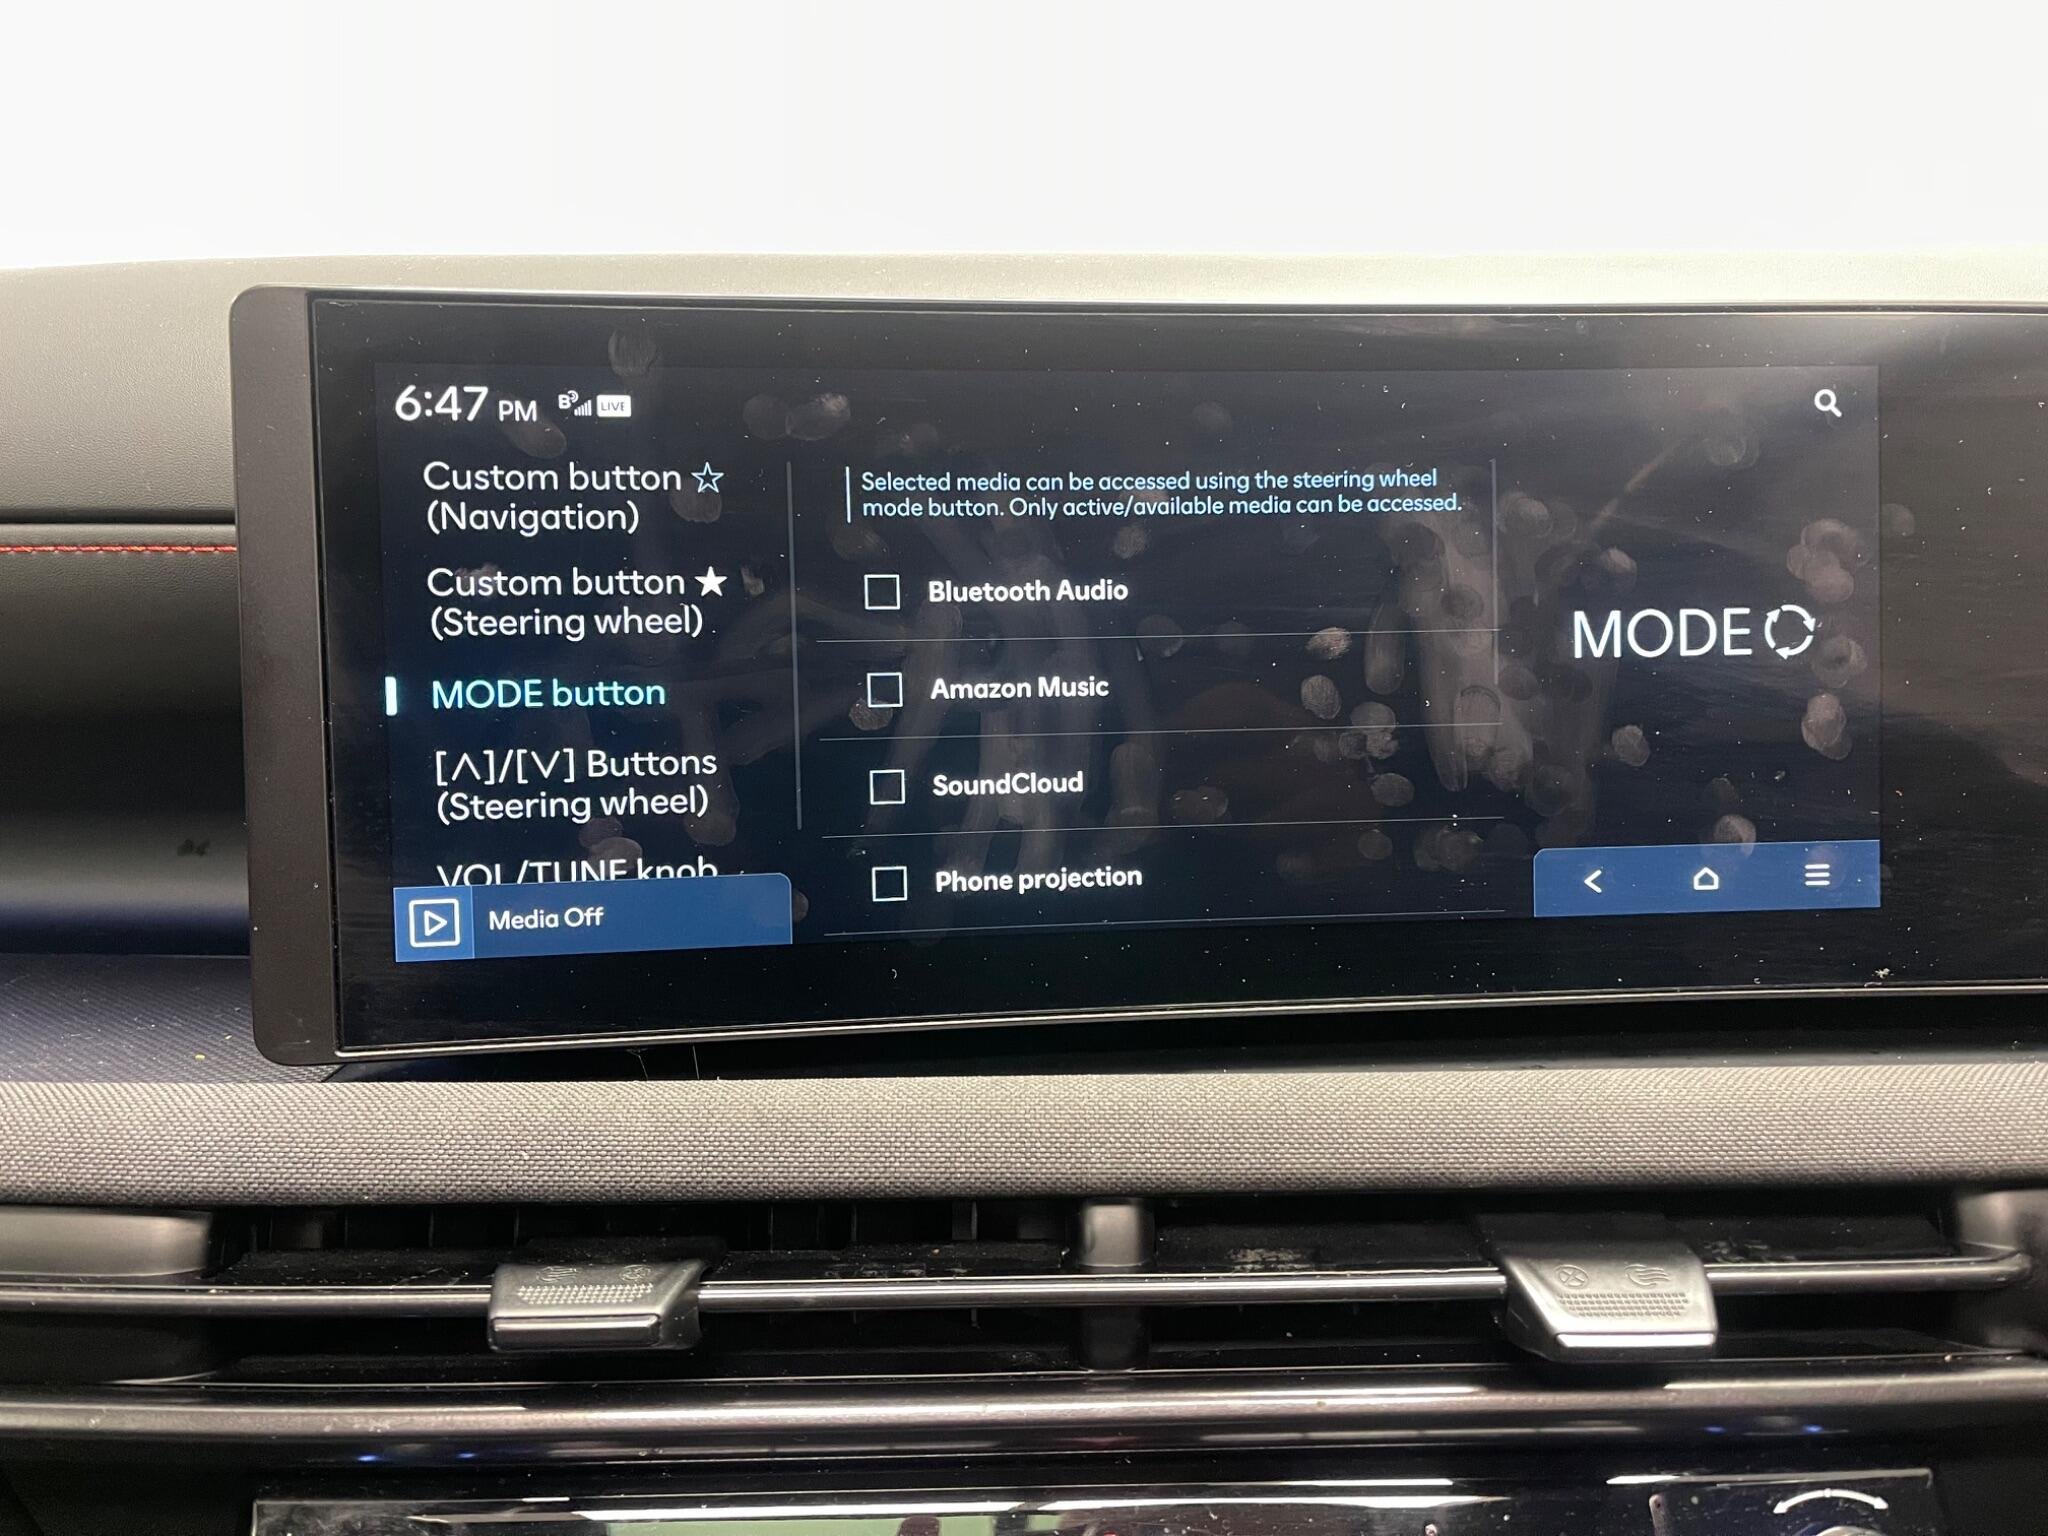 6:47 PM B LIVE
Custom button ☆
(Navigation)
Custom button ★
(Steering wheel)
MODE button
[∧]/[∨] Buttons
(Steering wheel)
VOL/TUNE knob
Media Off
Selected media can be accessed using the steering wheel
mode button. Only active/available media can be accessed.
Bluetooth Audio
Amazon Music
SoundCloud
Phone projection
MODE